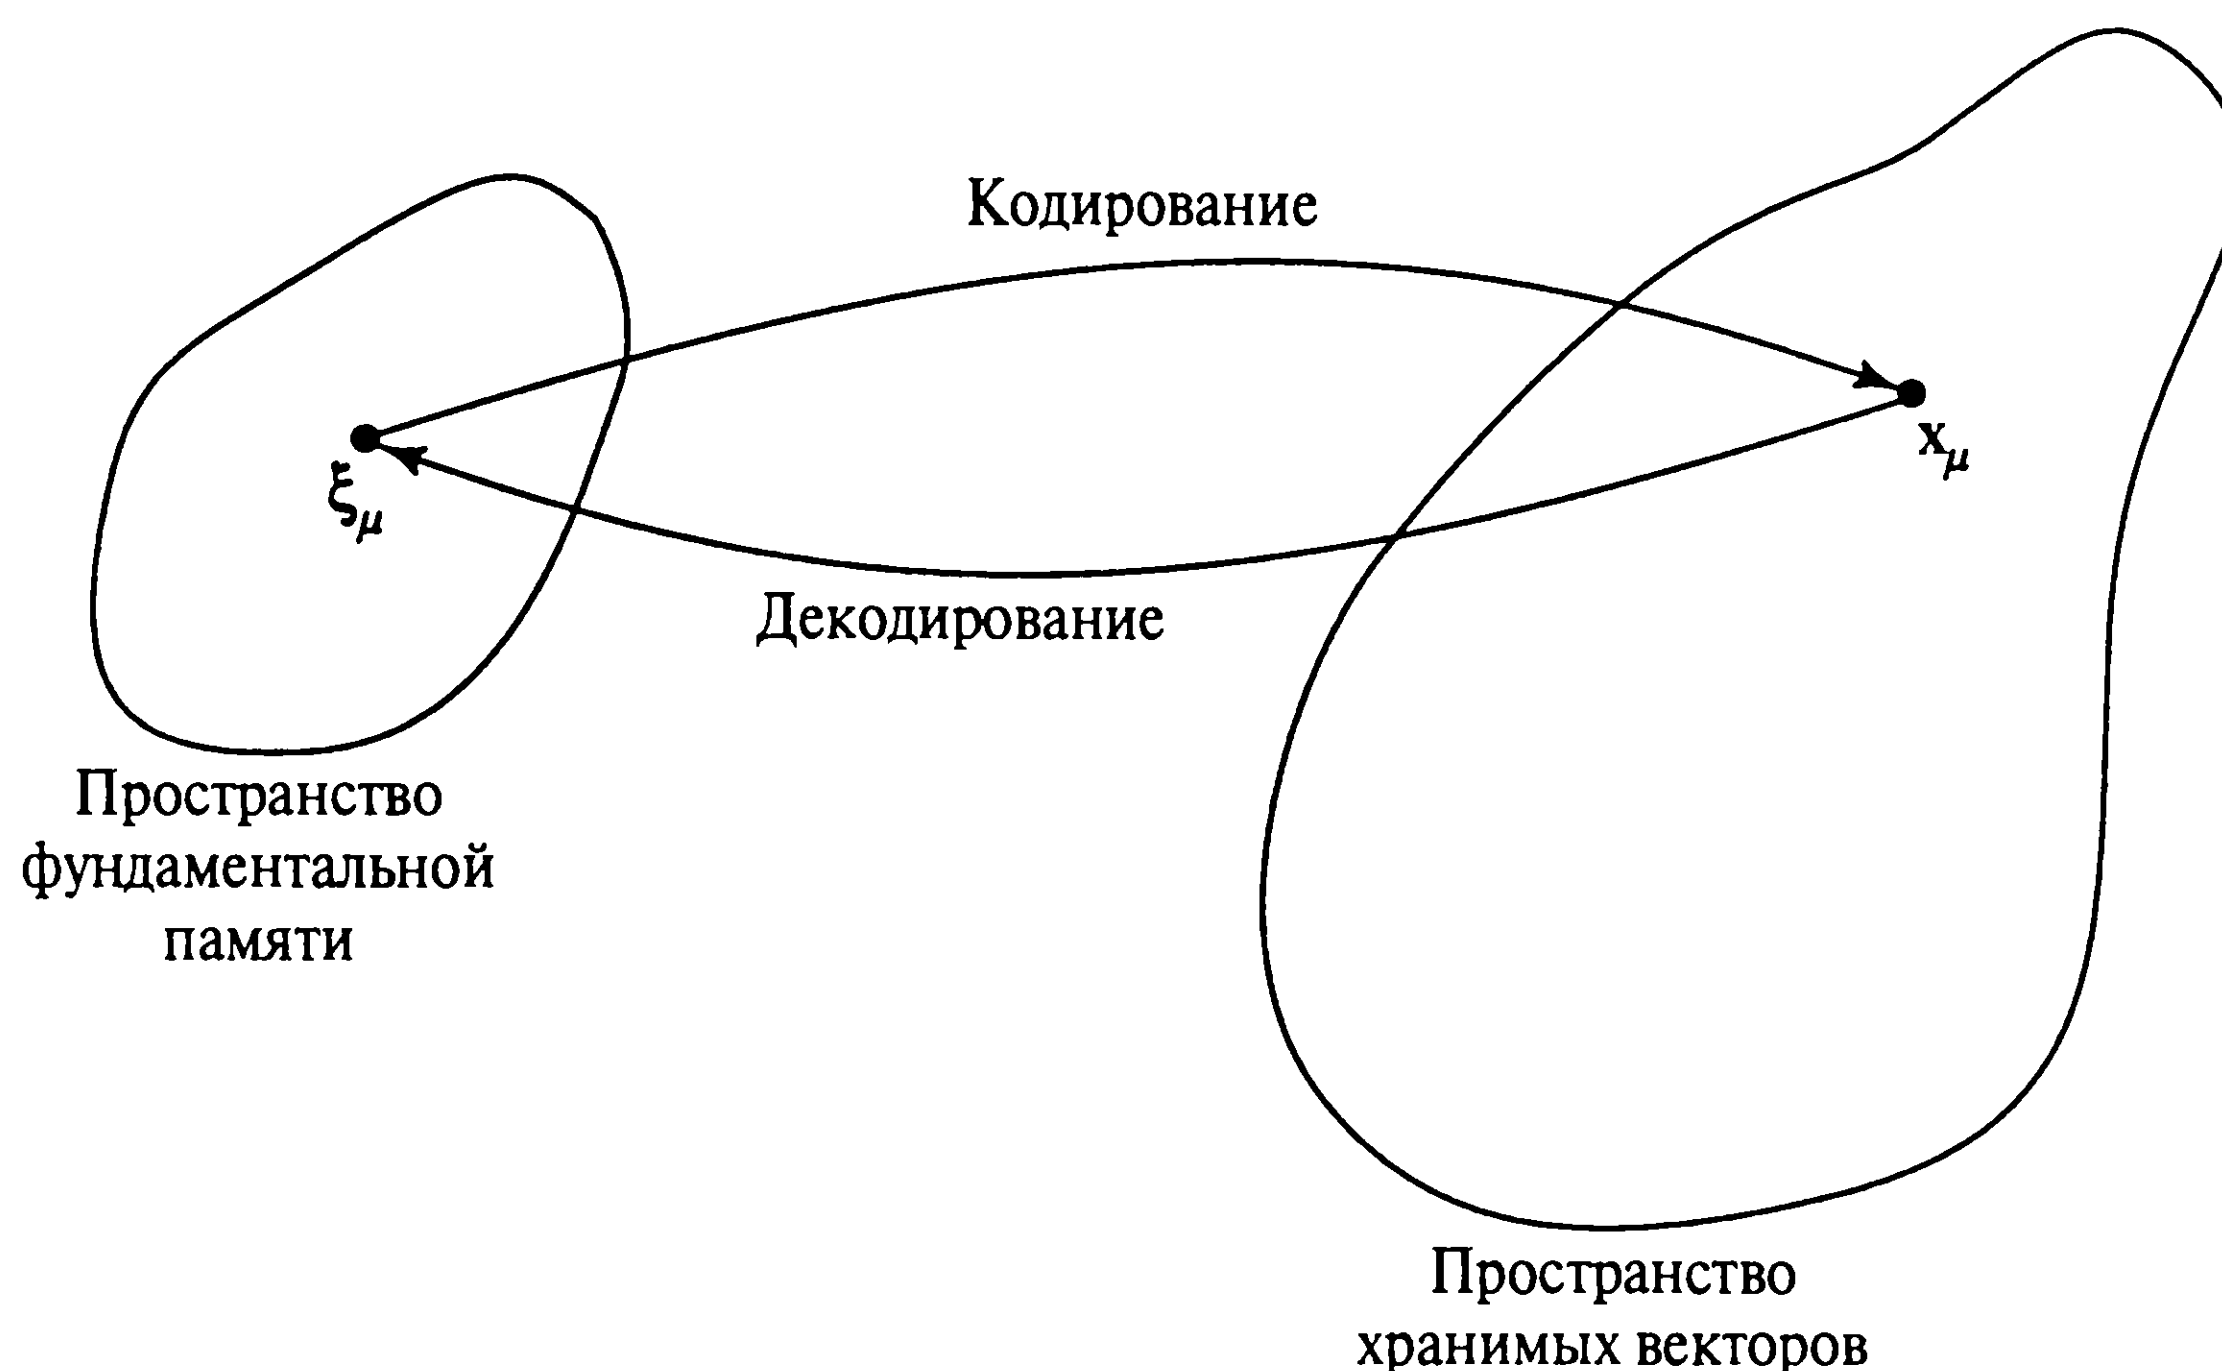 Кодирование
ξμ
xμ
Декодирование
Пространство
фундаментальной
памяти
Пространство
хранимых векторов